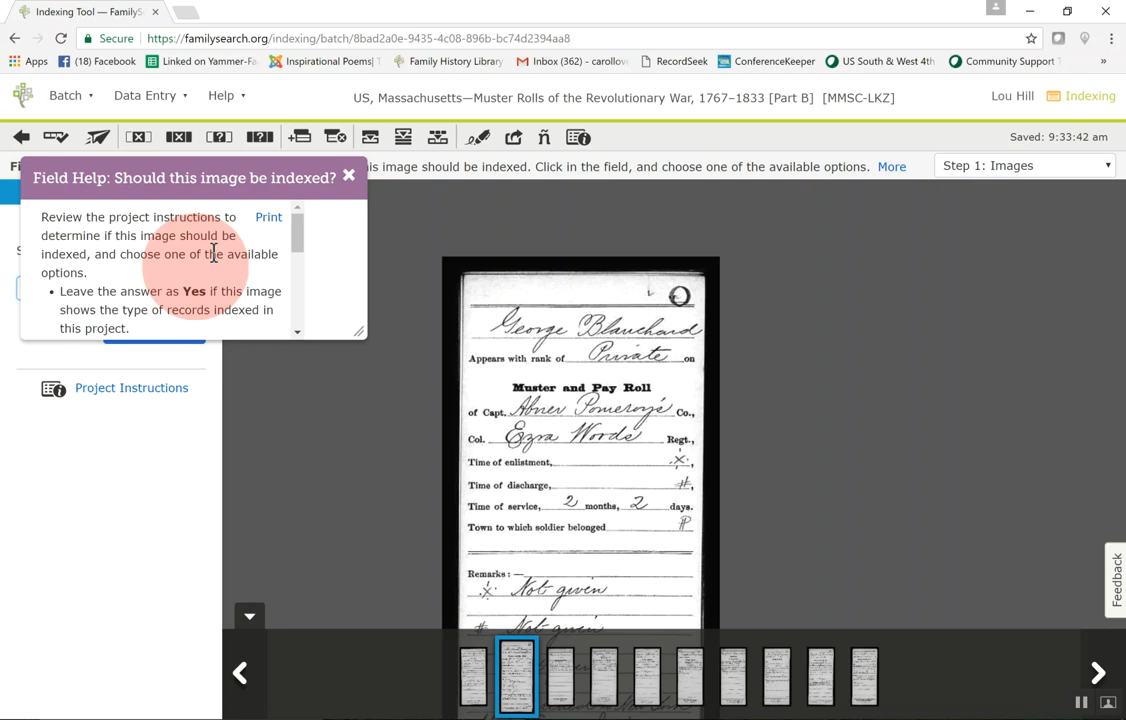 Indexing Tool — FamilyS
Secure https://familysearch.org/indexing/batch/8bad2a0e-9435-4c08-896b-bc74d2394aa8
Apps (18) Facebook Linked on Yammer-Fa Inspirational Poems| T Family History Library Inbox (362) - carollov RecordSeek ConferenceKeeper US South & West 4th Community Support T »
Batch Data Entry Help US, Massachusetts—Muster Rolls of the Revolutionary War, 1767–1833 [Part B] [MMSC-LKZ] Lou Hill Indexing
Saved: 9:33:42 am
is image should be indexed. Click in the field, and choose one of the available options. More Step 1: Images
Field Help: Should this image be indexed?
Review the project instructions to Print
determine if this image should be
indexed, and choose one of the available
options.
• Leave the answer as Yes if this image
shows the type of records indexed in
this project.
Project Instructions
George Blanchard
Appears with rank of Private on
Muster and Pay Roll
of Capt. Abner Pomeroy's Co.,
Col. Ezra Woods Regt.,
Time of enlistment,
Time of discharge, #,
Time of service, 2 months, 2 days.
Town to which soldier belonged
Remarks: —
Not given
# Not given
Feedback